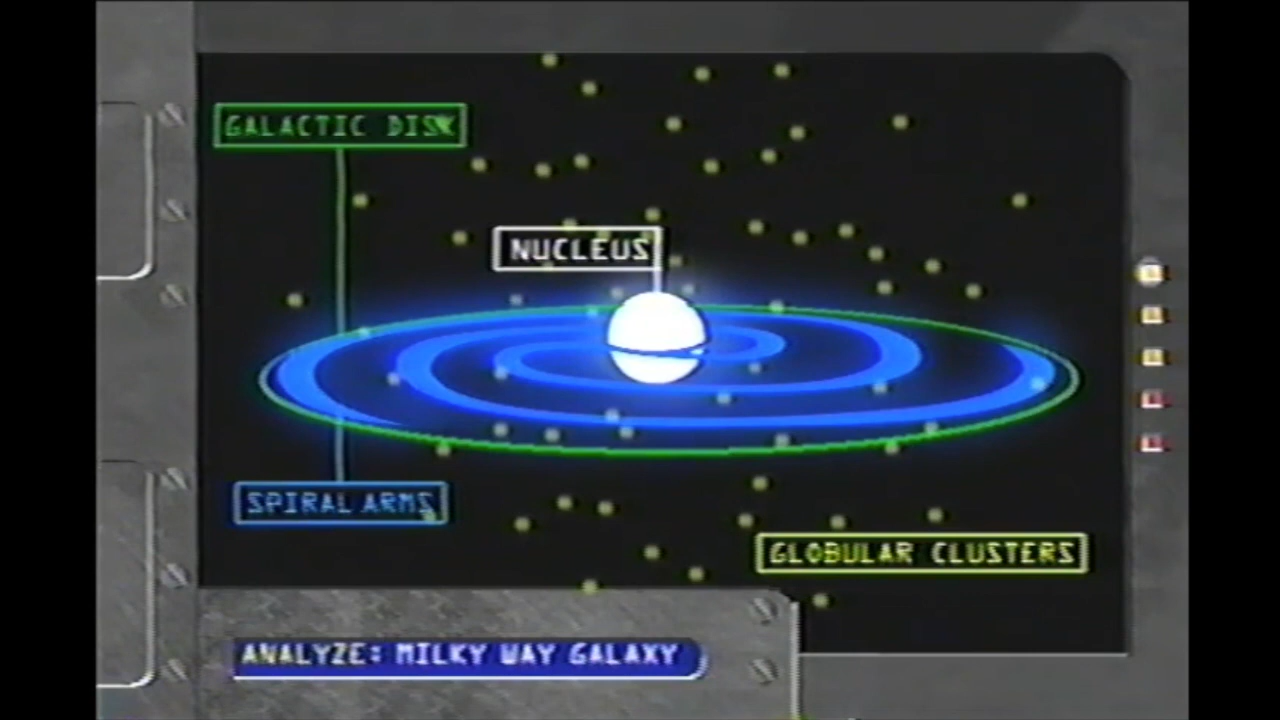 GALACTIC DISK
NUCLEUS
SPIRAL ARMS
GLOBULAR CLUSTERS
ANALYZE: MILKY WAY GALAXY